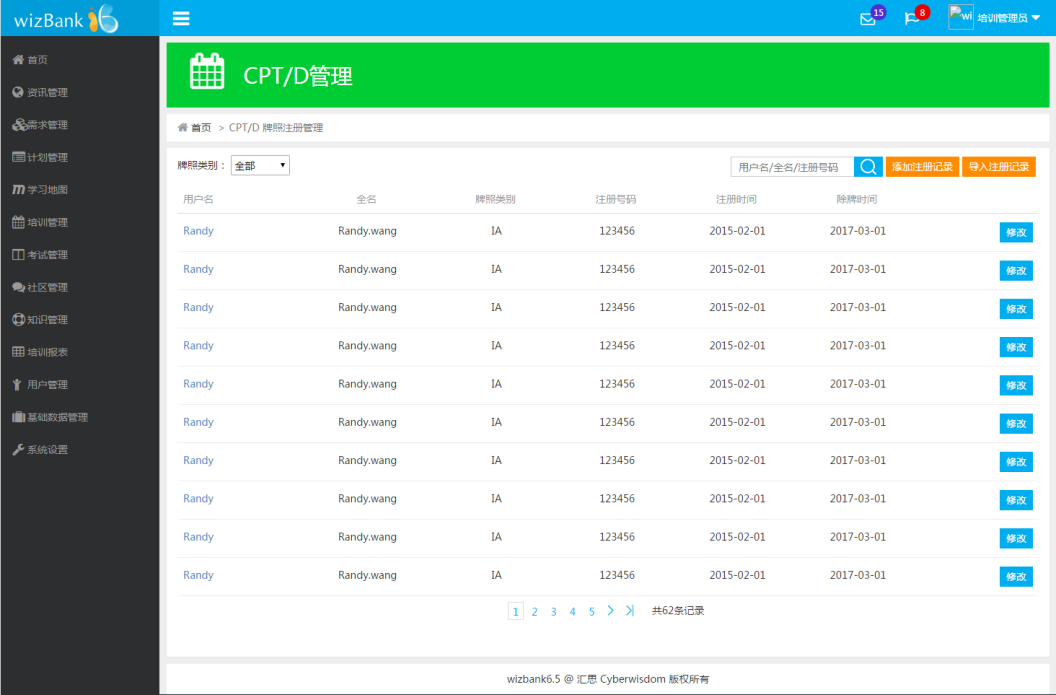 wizBank 6
15
8
wi
培训管理员
首页
资讯管理
需求管理
计划管理
学习地图
培训管理
考试管理
社区管理
知识管理
培训报表
用户管理
基础数据管理
系统设置
CPT/D管理
首页 > CPT/D 牌照注册管理
牌照类别： 全部 用户名/全名/注册号码 添加注册记录 导入注册记录
用户名 全名 牌照类别 注册号码 注册时间 除牌时间
Randy Randy.wang IA 123456 2015-02-01 2017-03-01 修改
Randy Randy.wang IA 123456 2015-02-01 2017-03-01 修改
Randy Randy.wang IA 123456 2015-02-01 2017-03-01 修改
Randy Randy.wang IA 123456 2015-02-01 2017-03-01 修改
Randy Randy.wang IA 123456 2015-02-01 2017-03-01 修改
Randy Randy.wang IA 123456 2015-02-01 2017-03-01 修改
Randy Randy.wang IA 123456 2015-02-01 2017-03-01 修改
Randy Randy.wang IA 123456 2015-02-01 2017-03-01 修改
Randy Randy.wang IA 123456 2015-02-01 2017-03-01 修改
Randy Randy.wang IA 123456 2015-02-01 2017-03-01 修改
1 2 3 4 5 > >| 共62条记录
wizbank6.5 @ 汇思 Cyberwisdom 版权所有